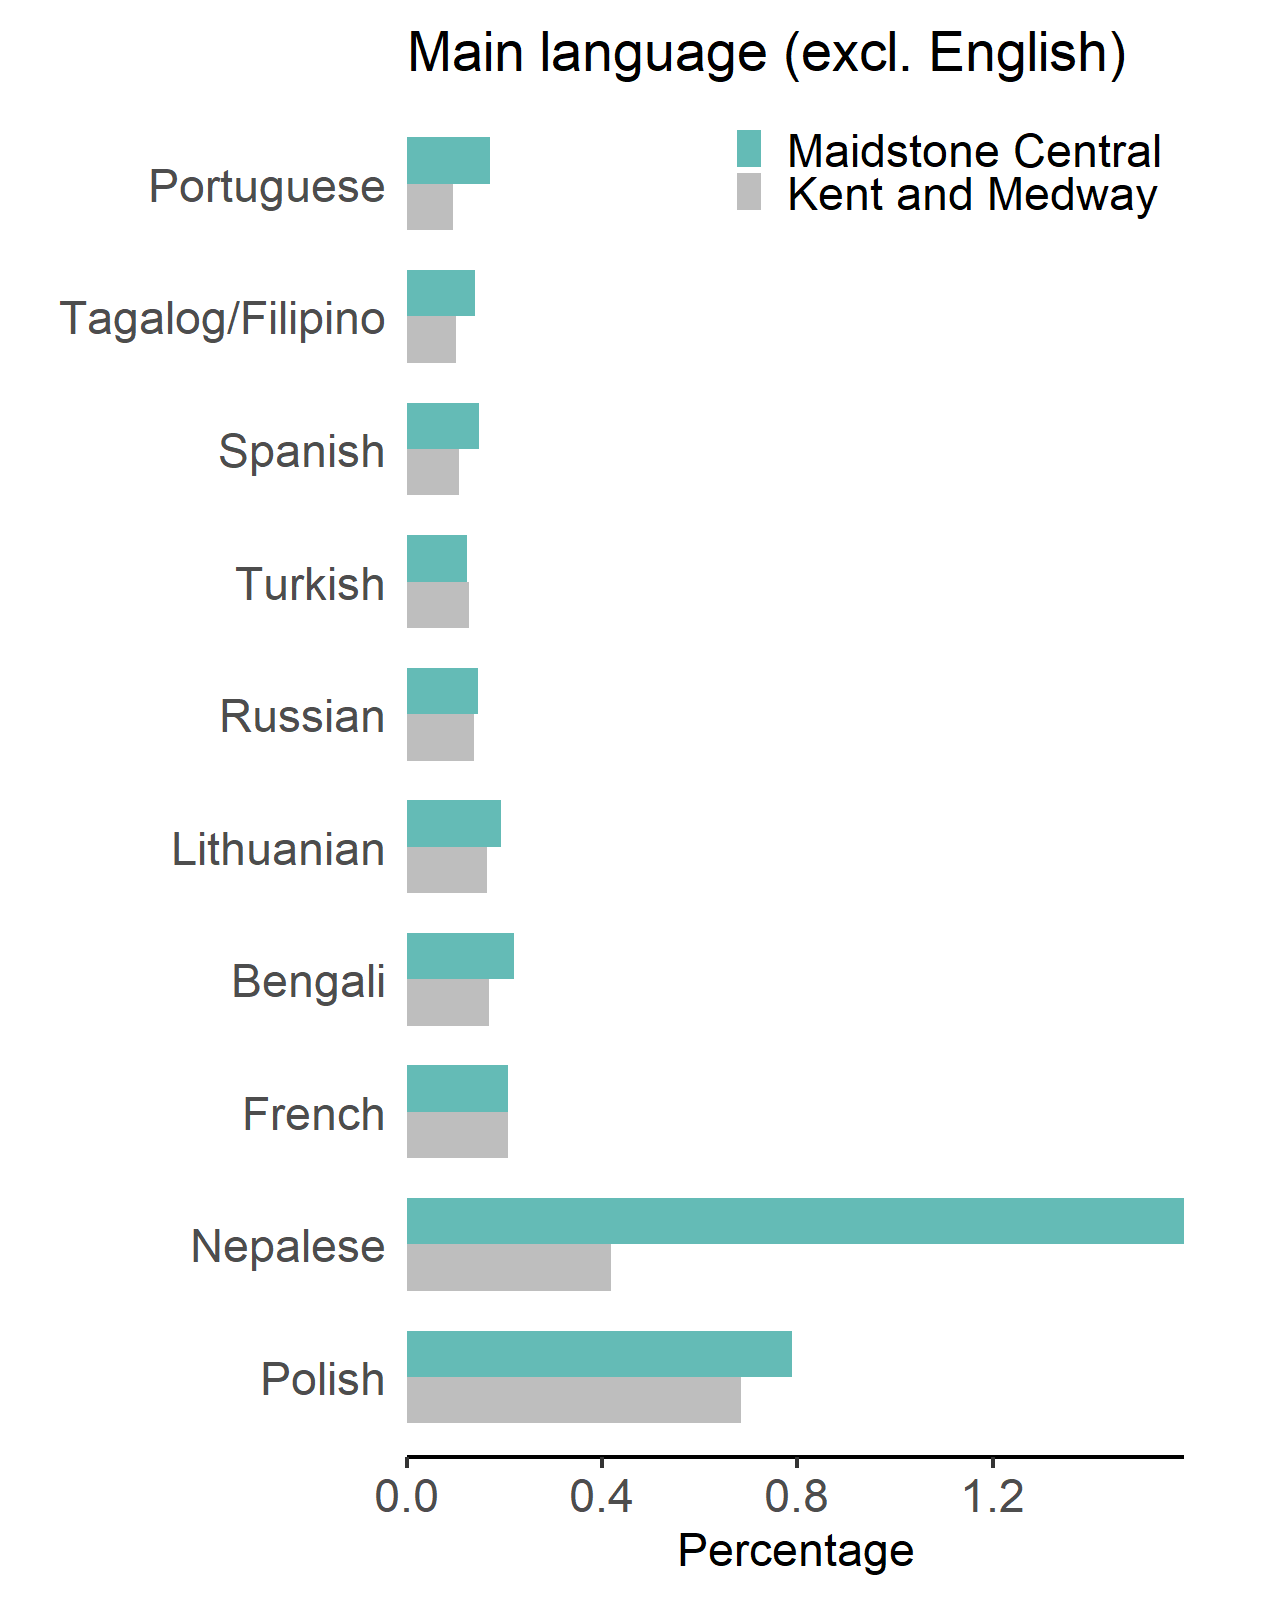 Main language (excl. English)
Maidstone Central
Kent and Medway
Portuguese
Tagalog/Filipino
Spanish
Turkish
Russian
Lithuanian
Bengali
French
Nepalese
Polish
0.0 0.4 0.8 1.2
Percentage